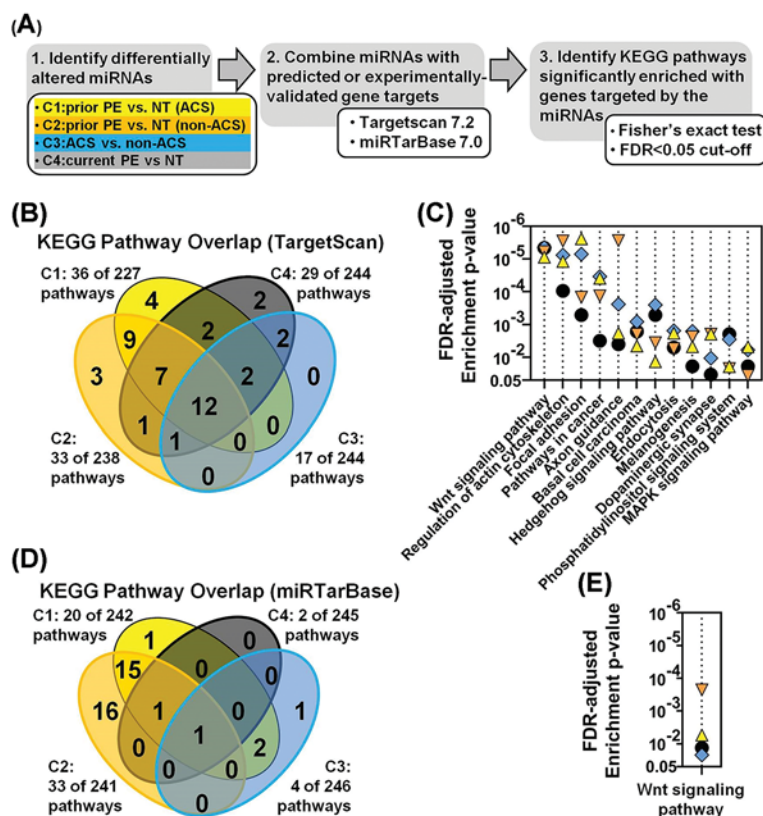 (A)
1. Identify differentially
altered miRNAs
• C1:prior PE vs. NT (ACS)
• C2:prior PE vs. NT (non-ACS)
• C3:ACS vs. non-ACS
• C4:current PE vs NT
2. Combine miRNAs with
predicted or experimentally-
validated gene targets
• Targetscan 7.2
• miRTarBase 7.0
3. Identify KEGG pathways
significantly enriched with
genes targeted by the
miRNAs
• Fisher's exact test
• FDR<0.05 cut-off
(B)
KEGG Pathway Overlap (TargetScan)
C1: 36 of 227
pathways
C4: 29 of 244
pathways
4
2
9
2
2
3
7
2
0
12
1
0
0
1
0
C2:
33 of 238
pathways
C3:
17 of 244
pathways
(C)
FDR-adjusted
Enrichment p-value
10-6
10-5
10-4
10-3
10-2
0.05
Wnt signaling pathway
Regulation of actin cytoskeleton
Focal adhesion
Pathways in cancer
Axon guidance
Basal cell carcinoma
Hedgehog signaling pathway
Endocytosis
Melanogenesis
Dopaminergic synapse
Phosphatidylinositol signaling system
MAPK signaling pathway
(D)
KEGG Pathway Overlap (miRTarBase)
C1: 20 of 242
pathways
C4: 2 of 245
pathways
1
0
15
0
0
16
1
0
1
1
0
2
0
0
0
C2:
33 of 241
pathways
C3:
4 of 246
pathways
(E)
FDR-adjusted
Enrichment p-value
10-6
10-5
10-4
10-3
10-2
0.05
Wnt signaling
pathway